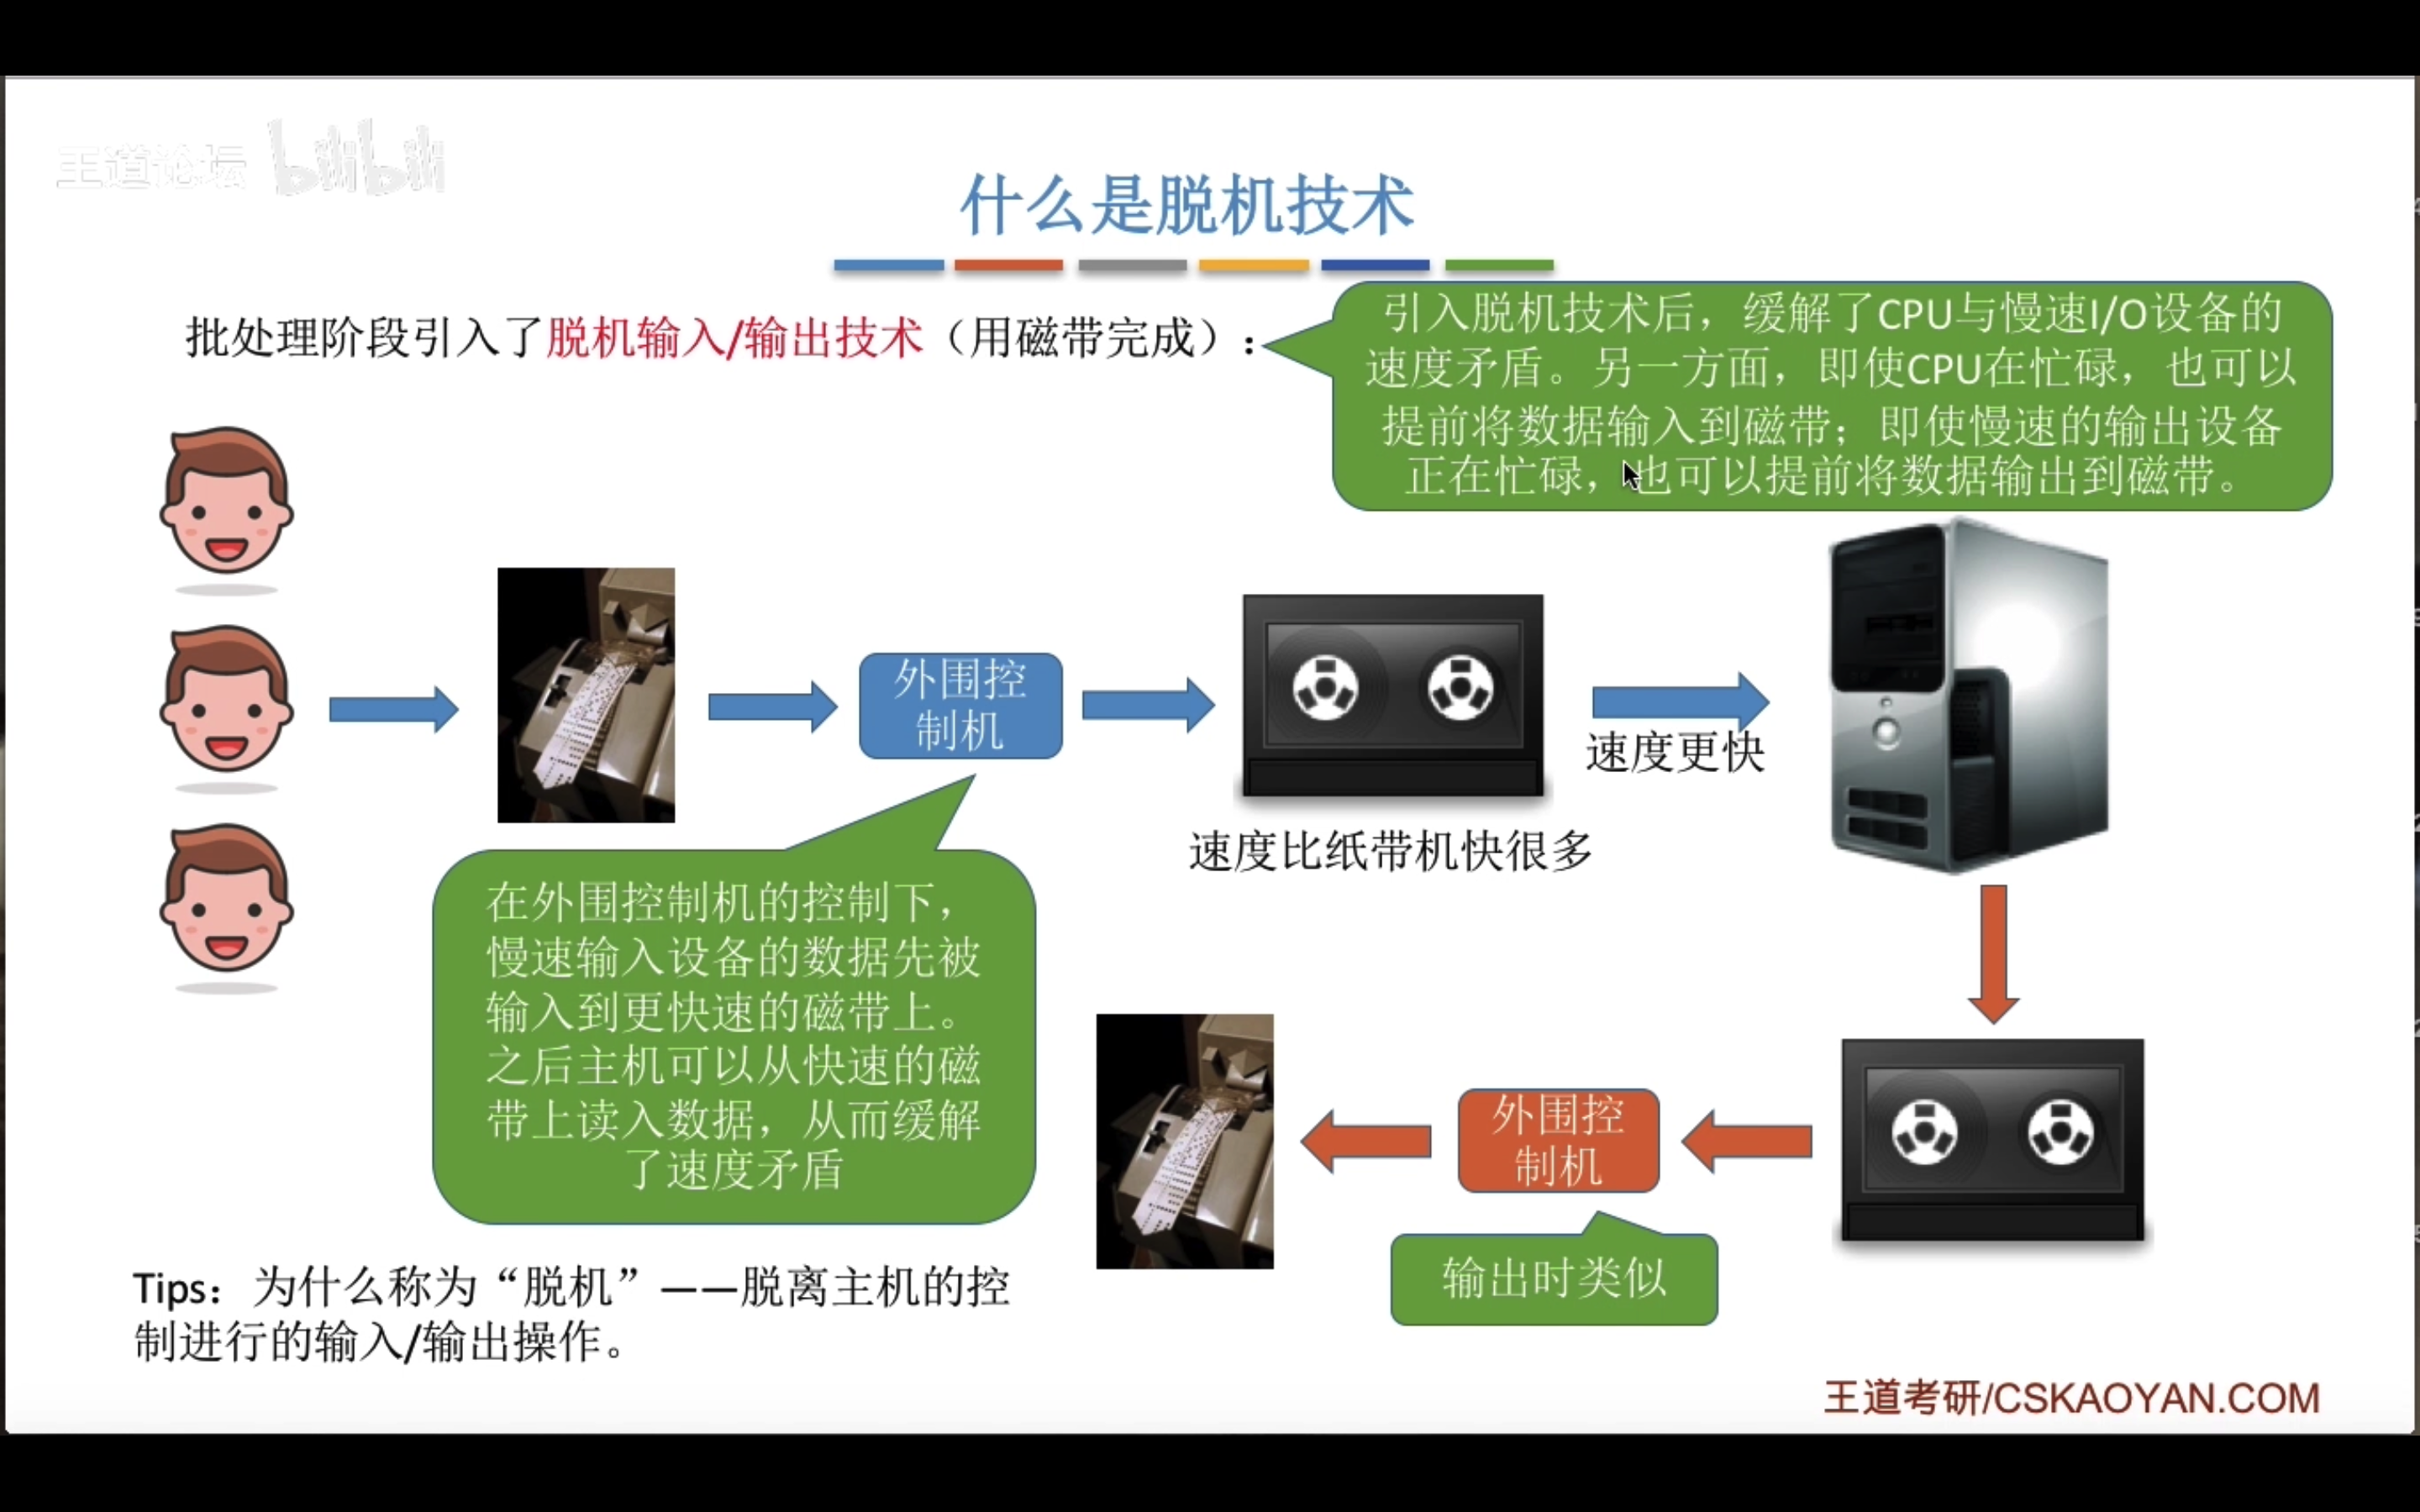 王道论坛 bilibili
什么是脱机技术
批处理阶段引入了脱机输入/输出技术（用磁带完成）：
引入脱机技术后，缓解了CPU与慢速I/O设备的
速度矛盾。另一方面，即使CPU在忙碌，也可以
提前将数据输入到磁带；即使慢速的输出设备
正在忙碌，也可以提前将数据输出到磁带。
外围控
制机
速度更快
速度比纸带机快很多
在外围控制机的控制下，
慢速输入设备的数据先被
输入到更快速的磁带上。
之后主机可以从快速的磁
带上读入数据，从而缓解
了速度矛盾
外围控
制机
输出时类似
Tips：为什么称为“脱机”——脱离主机的控
制进行的输入/输出操作。
王道考研/CSKAOYAN.COM